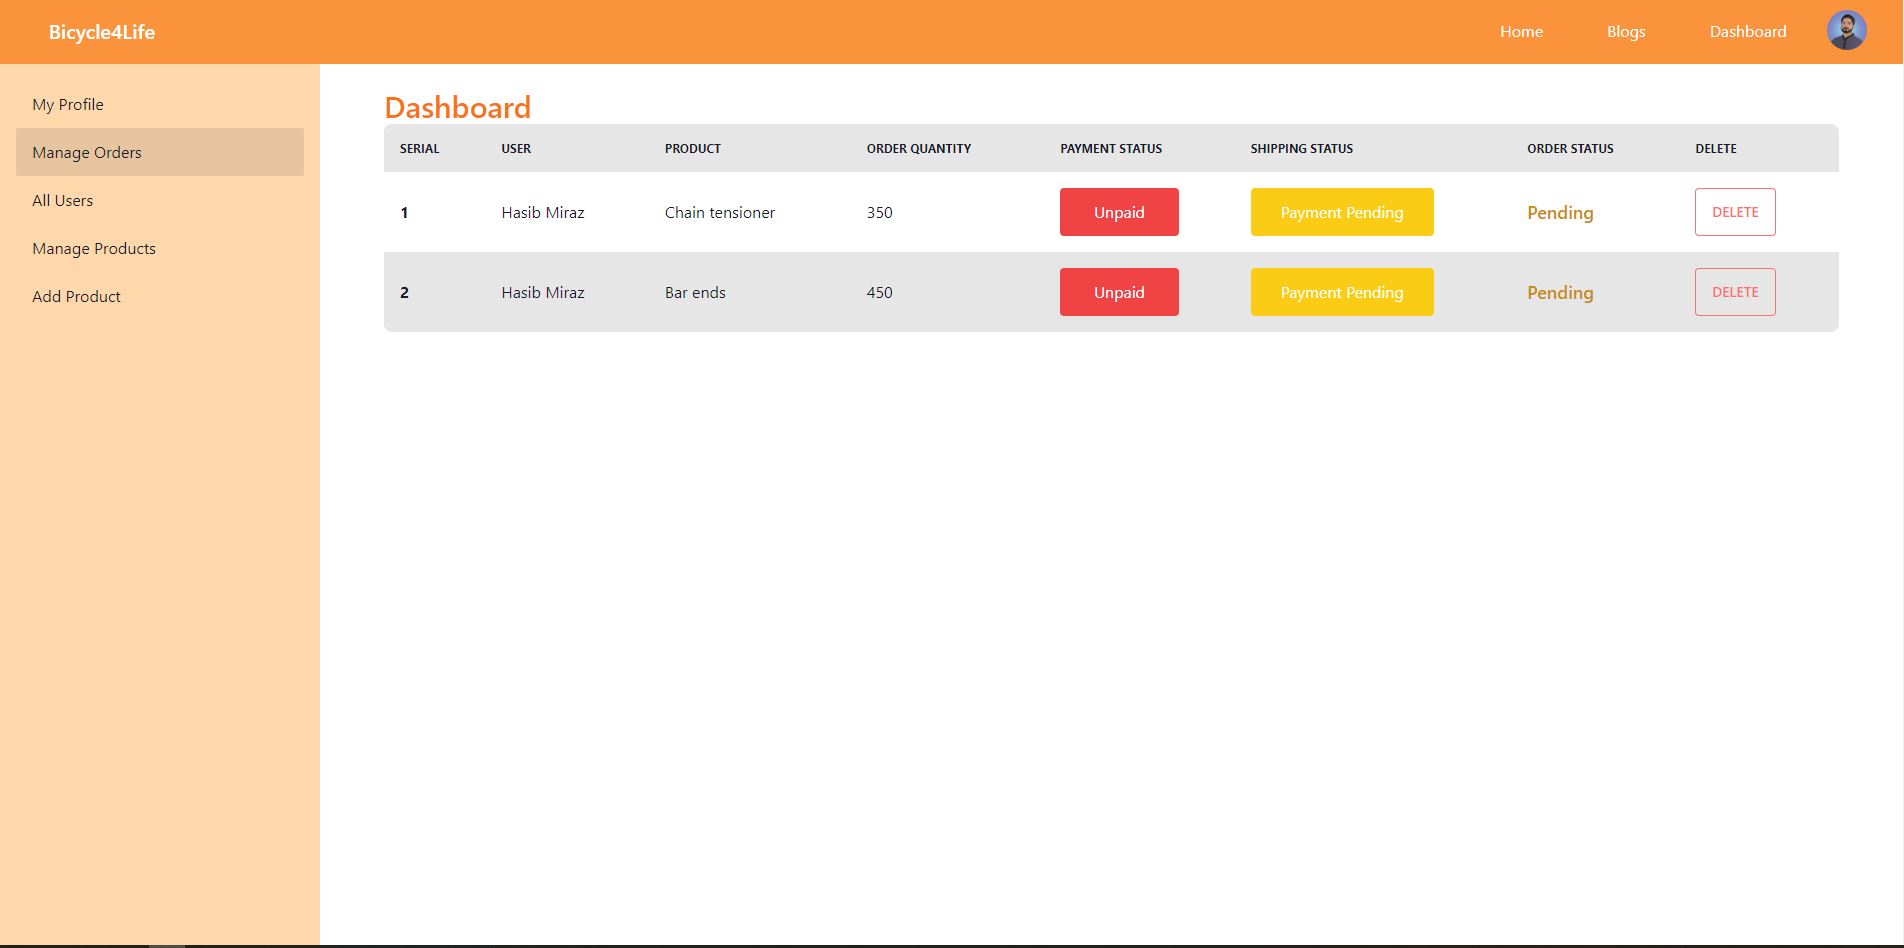 Bicycle4Life Home Blogs Dashboard
My Profile
Manage Orders
All Users
Manage Products
Add Product
Dashboard
SERIAL USER PRODUCT ORDER QUANTITY PAYMENT STATUS SHIPPING STATUS ORDER STATUS DELETE
1 Hasib Miraz Chain tensioner 350 Unpaid Payment Pending Pending DELETE
2 Hasib Miraz Bar ends 450 Unpaid Payment Pending Pending DELETE